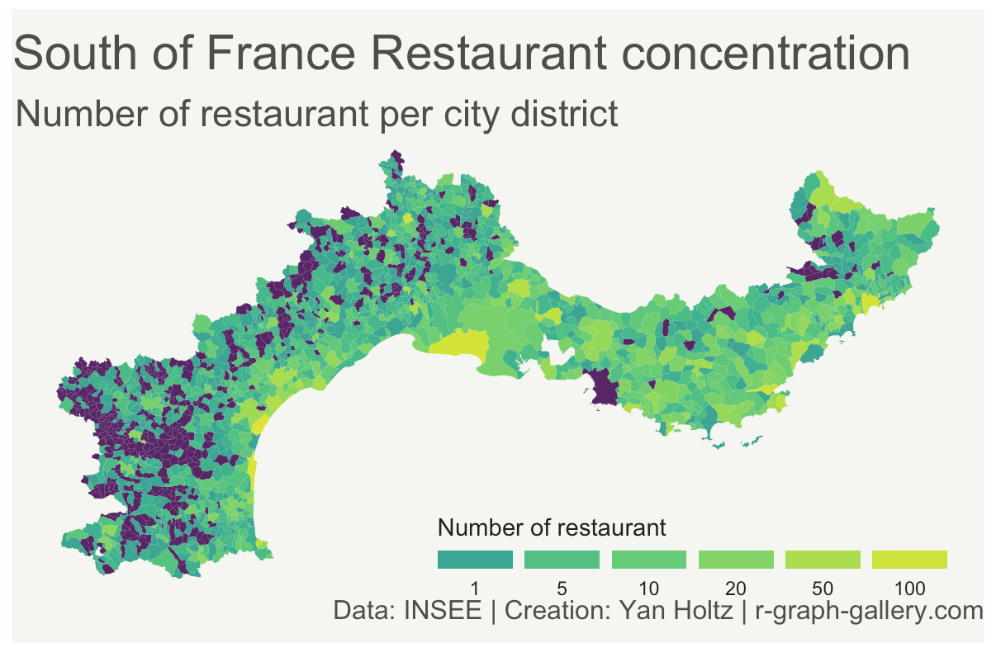 South of France Restaurant concentration
Number of restaurant per city district
Number of restaurant
1 5 10 20 50 100
Data: INSEE | Creation: Yan Holtz | r-graph-gallery.com